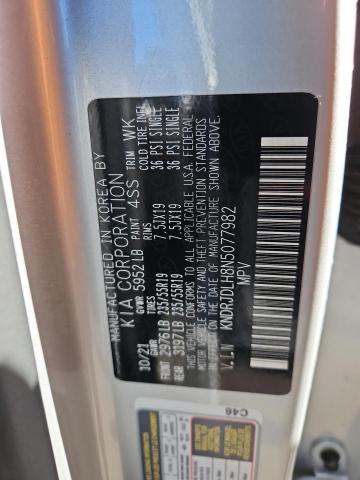 MANUFACTURED IN KOREA BY
KIA CORPORATION
10/21 GVWR 5952 LB PAINT 4SS TRIM WK
GAWR TIRES RIMS COLD TIRE INFL
FRONT 2976 LB 235/55R19 7.5JX19 36 PSI SINGLE
REAR 3197 LB 235/55R19 7.5JX19 36 PSI SINGLE
THIS VEHICLE CONFORMS TO ALL APPLICABLE U.S.A. FEDERAL
MOTOR VEHICLE SAFETY, BUMPER, AND THEFT PREVENTION STANDARDS
IN EFFECT ON THE DATE OF MANUFACTURE SHOWN ABOVE.
V.I.N KNDRJDLH8N5077982
MPV
C46